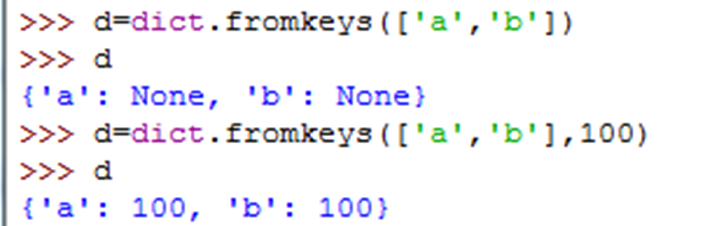 >>> d=dict.fromkeys(['a','b'])
>>> d
{'a': None, 'b': None}
>>> d=dict.fromkeys(['a','b'],100)
>>> d
{'a': 100, 'b': 100}